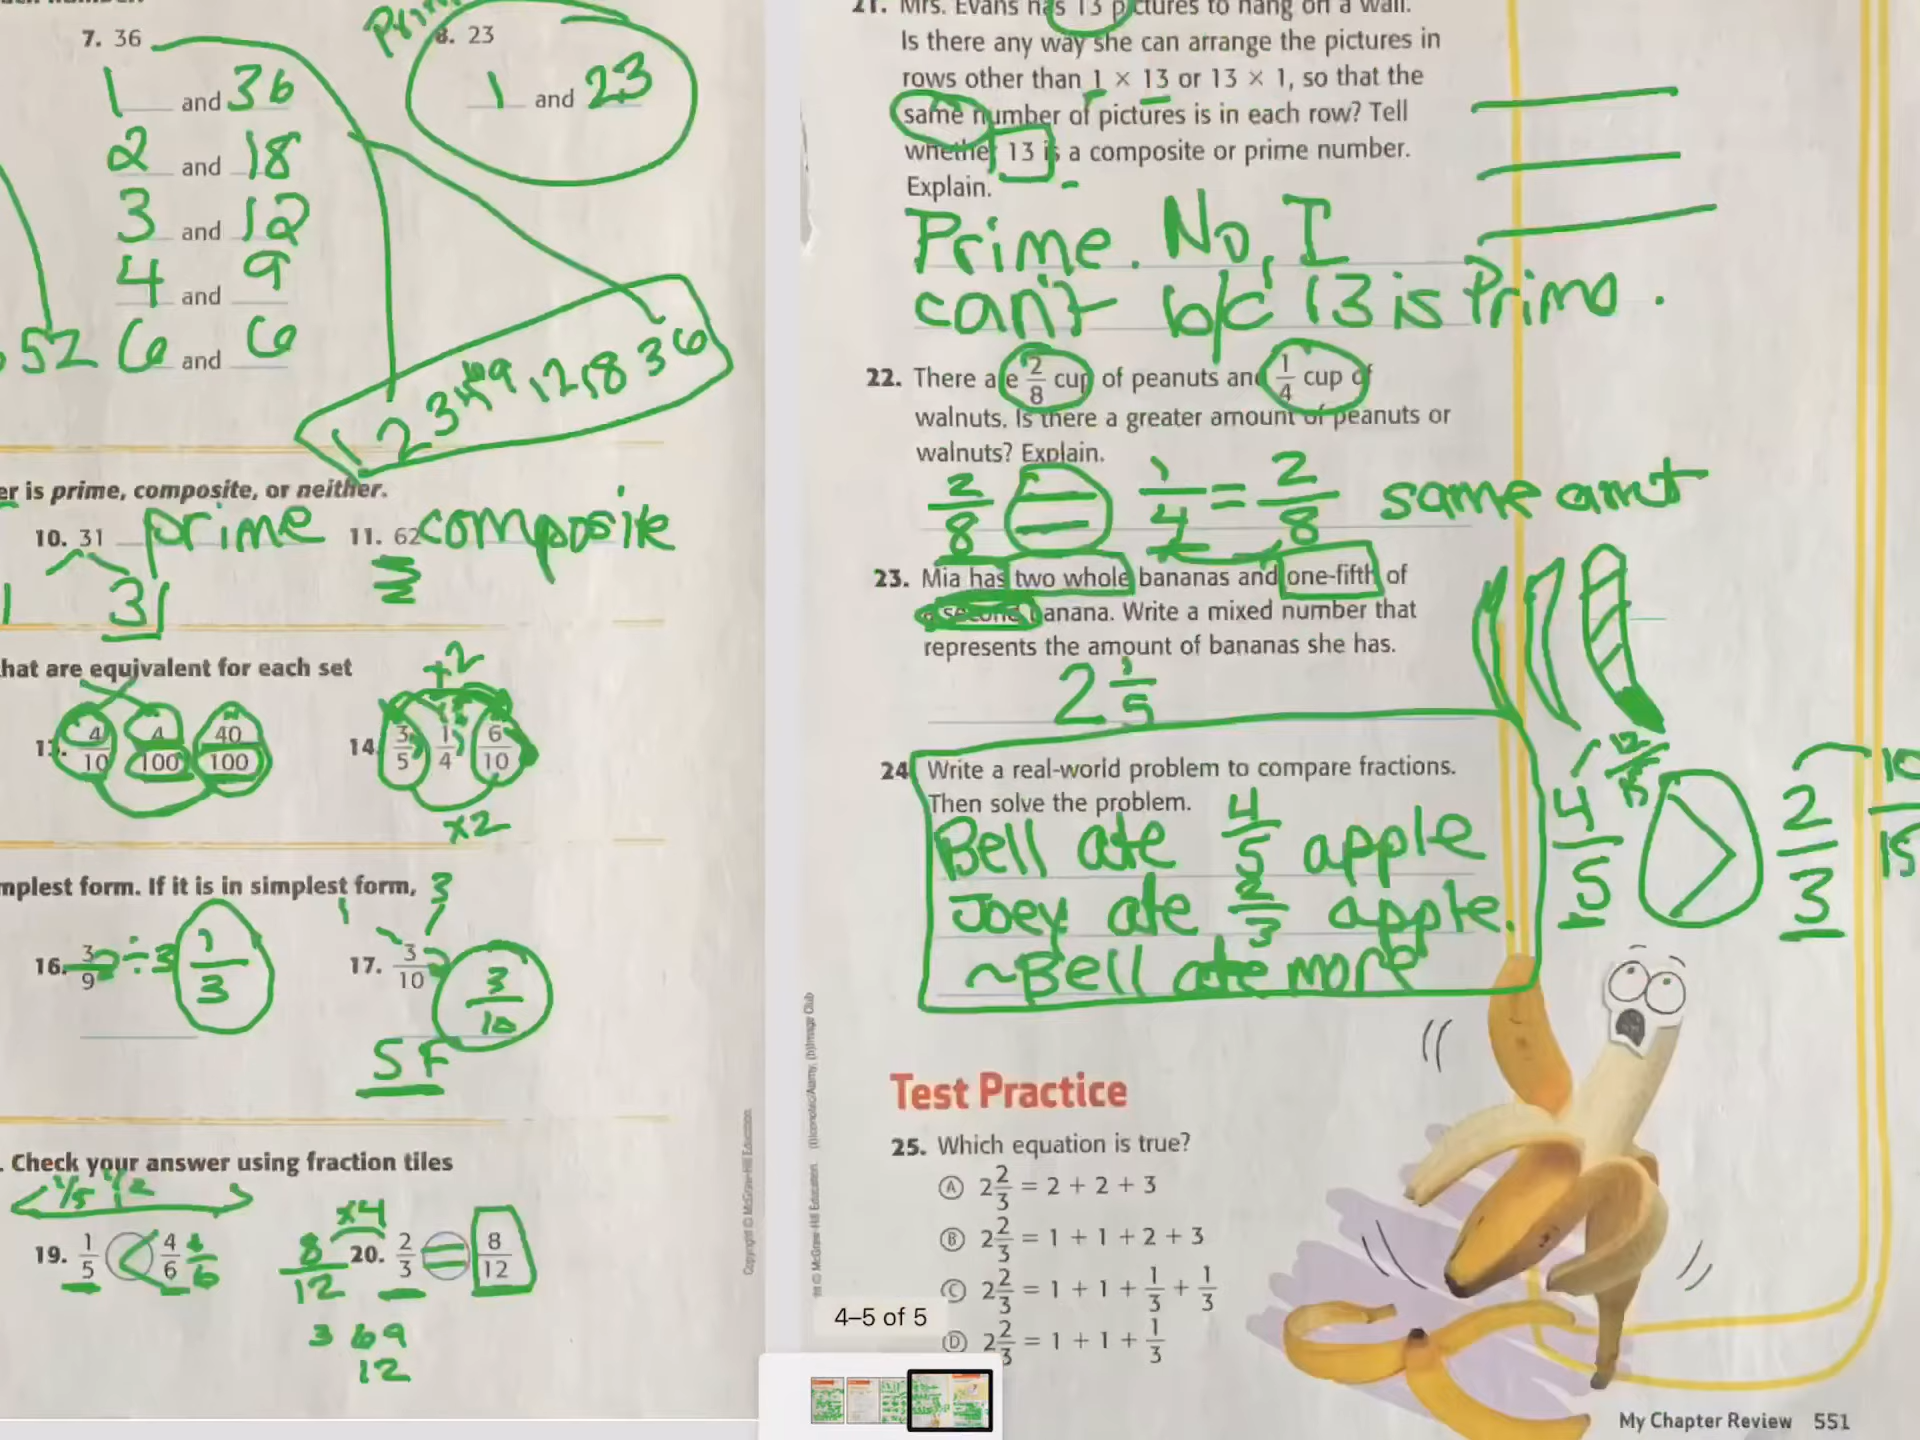 7. 36
1 and 36
2 and 18
3 and 12
4 and 9
6 and 6
52
8. 23
1 and 23
1 2 3 4 6 9 12 18 36
er is prime, composite, or neither.
10. 31 prime
31
11. 62 composite
hat are equivalent for each set
4/10 4/100 40/100
14. 3/5 1/4 6/10
x2
mplest form. If it is in simplest form,
16. 3/9 ÷ 3 1/3
17. 3/10 3/10
SF
. Check your answer using fraction tiles
1/5 1/2
19. 1/5 < 4/6
x4
8/12 20. 2/3 = 8/12
3 6 9
12
21. Mrs. Evans has 13 pictures to hang on a wall.
Is there any way she can arrange the pictures in
rows other than 1 × 13 or 13 × 1, so that the
same number of pictures is in each row? Tell
whether 13 is a composite or prime number.
Explain.
Prime. No, I
can't b/c 13 is Prime.
22. There are 2/8 cup of peanuts and 1/4 cup of
walnuts. Is there a greater amount of peanuts or
walnuts? Explain.
2/8 = 1/4 = 2/8 same amt
23. Mia has two whole bananas and one-fifth of
a second banana. Write a mixed number that
represents the amount of bananas she has.
2 1/5
24. Write a real-world problem to compare fractions.
Then solve the problem.
Bell ate 4/5 apple
Joey ate 2/3 apple.
~Bell ate more
12/15
4/5 > 2/3 10/15
Test Practice
25. Which equation is true?
Ⓐ 2 2/3 = 2 + 2 + 3
Ⓑ 2 2/3 = 1 + 1 + 2 + 3
Ⓒ 2 2/3 = 1 + 1 + 1/3 + 1/3
Ⓓ 2 2/3 = 1 + 1 + 1/3
4–5 of 5
Copyright © McGraw-Hill Education.
My Chapter Review 551